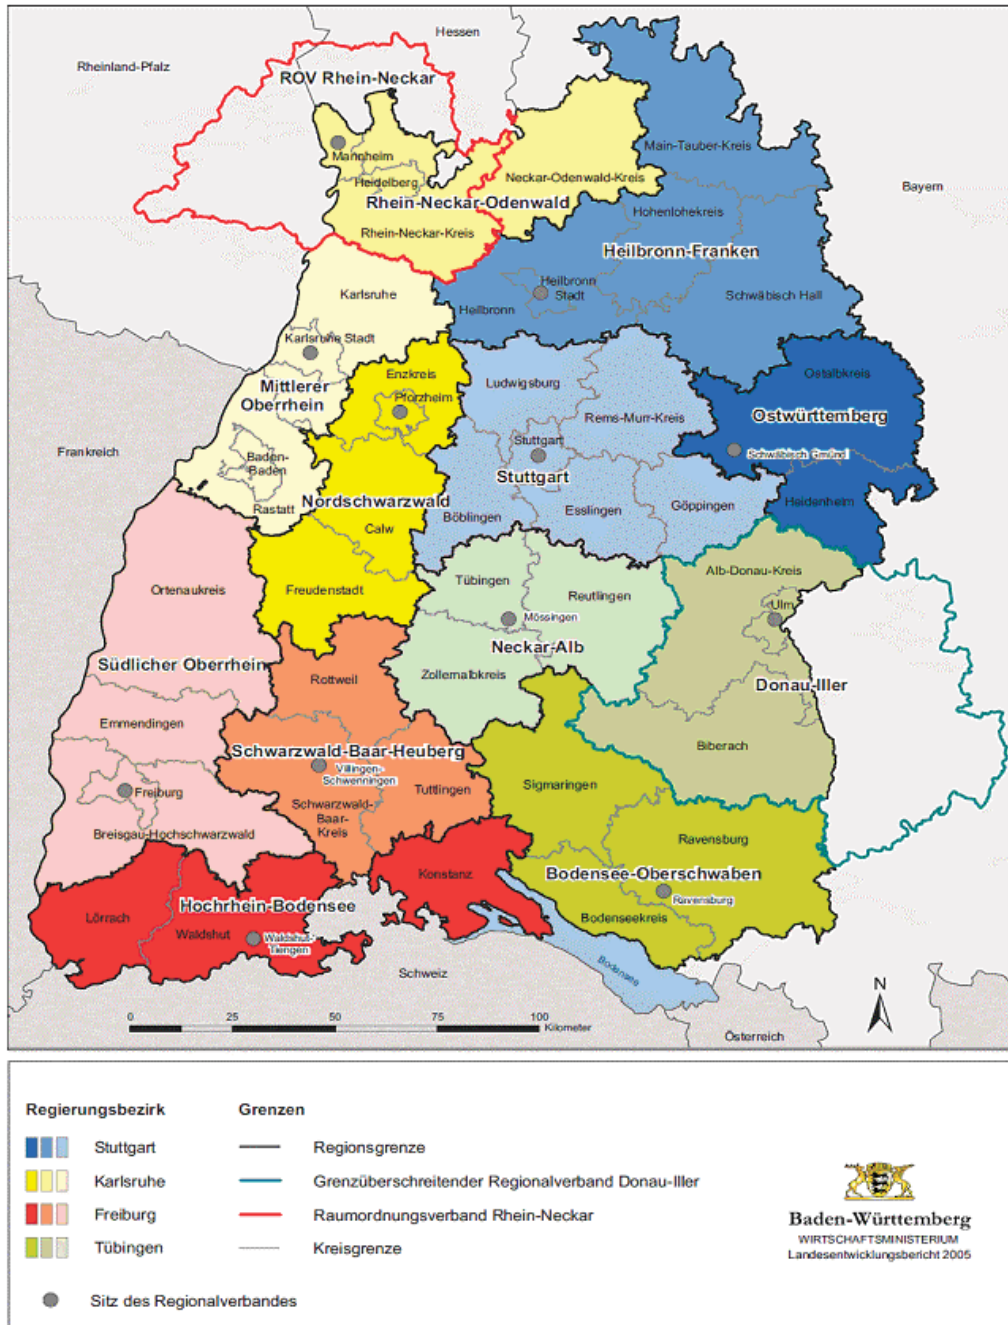 Hessen
Rheinland-Pfalz
ROV Rhein-Neckar
Mannheim
Heidelberg
Rhein-Neckar-Odenwald
Rhein-Neckar-Kreis
Neckar-Odenwald-Kreis
Main-Tauber-Kreis
Bayern
Hohenlohekreis
Heilbronn-Franken
Heilbronn
Stadt
Heilbronn
Schwäbisch Hall
Karlsruhe
Karlsruhe Stadt
Mittlerer
Oberrhein
Enzkreis
Pforzheim
Ludwigsburg
Rems-Murr-Kreis
Ostalbkreis
Ostwürttemberg
Schwäbisch Gmünd
Frankreich
Baden-
Baden
Rastatt
Nordschwarzwald
Calw
Freudenstadt
Stuttgart
Stuttgart
Böblingen
Esslingen
Göppingen
Heidenheim
Ortenaukreis
Südlicher Oberrhein
Tübingen
Reutlingen
Mössingen
Neckar-Alb
Zollernalbkreis
Alb-Donau-Kreis
Ulm
Donau-Iller
Biberach
Rottweil
Emmendingen
Schwarzwald-Baar-Heuberg
Villingen-
Schwenningen
Freiburg
Schwarzwald-
Baar-
Kreis
Tuttlingen
Sigmaringen
Breisgau-Hochschwarzwald
Ravensburg
Konstanz
Bodensee-Oberschwaben
Ravensburg
Bodenseekreis
Lörrach
Hochrhein-Bodensee
Waldshut
Waldshut-
Tiengen
Schweiz
Bodensee
Österreich
N
0 25 50 75 100
Kilometer
Regierungsbezirk
Stuttgart
Karlsruhe
Freiburg
Tübingen
Sitz des Regionalverbandes
Grenzen
Regionsgrenze
Grenzüberschreitender Regionalverband Donau-Iller
Raumordnungsverband Rhein-Neckar
Kreisgrenze
Baden-Württemberg
WIRTSCHAFTSMINISTERIUM
Landesentwicklungsbericht 2005